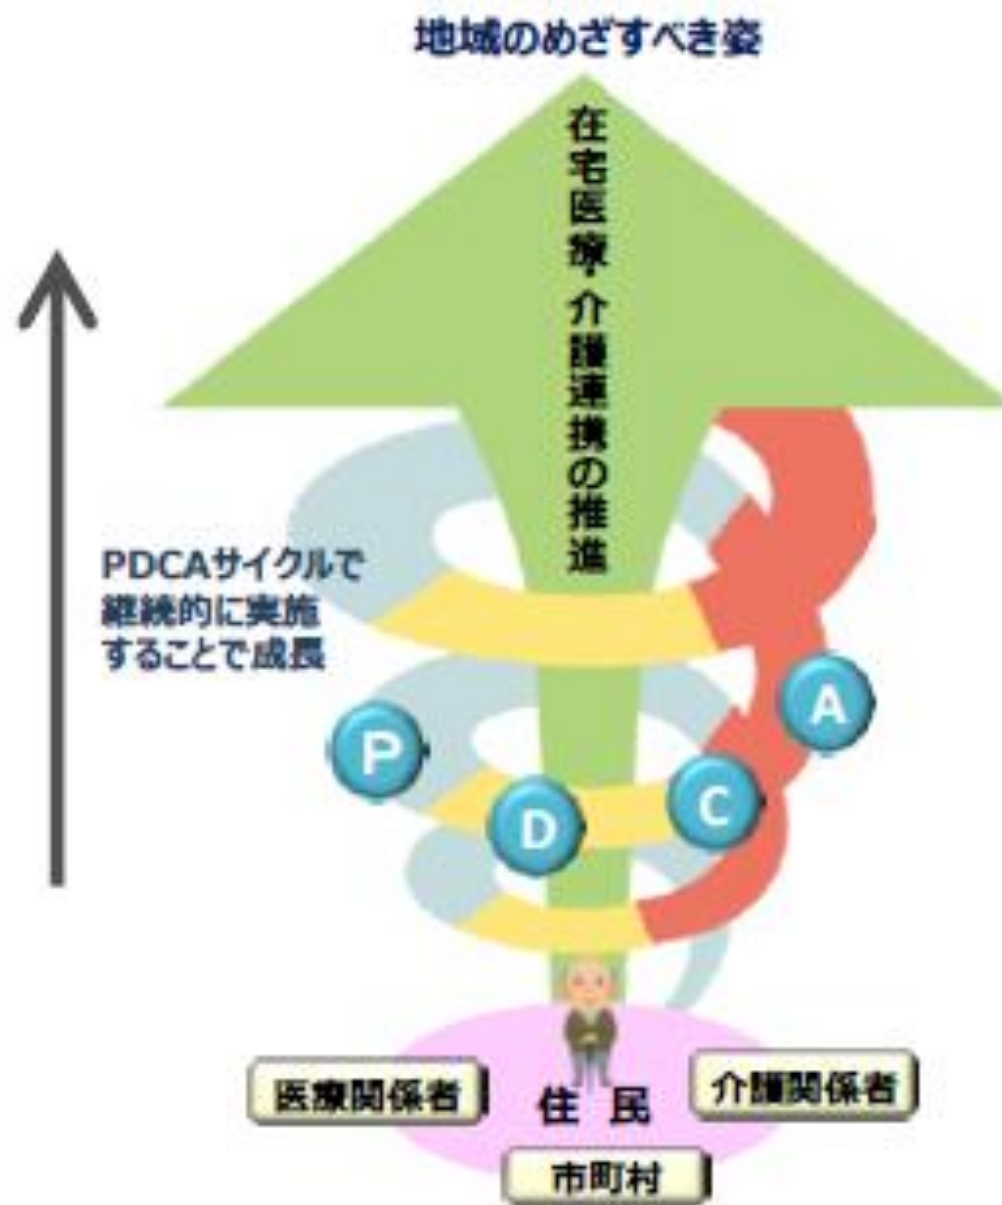 地域のめざすべき姿
在宅医療・介護連携の推進
PDCAサイクルで
継続的に実施
することで成長
P
D
C
A
医療関係者
住民
介護関係者
市町村